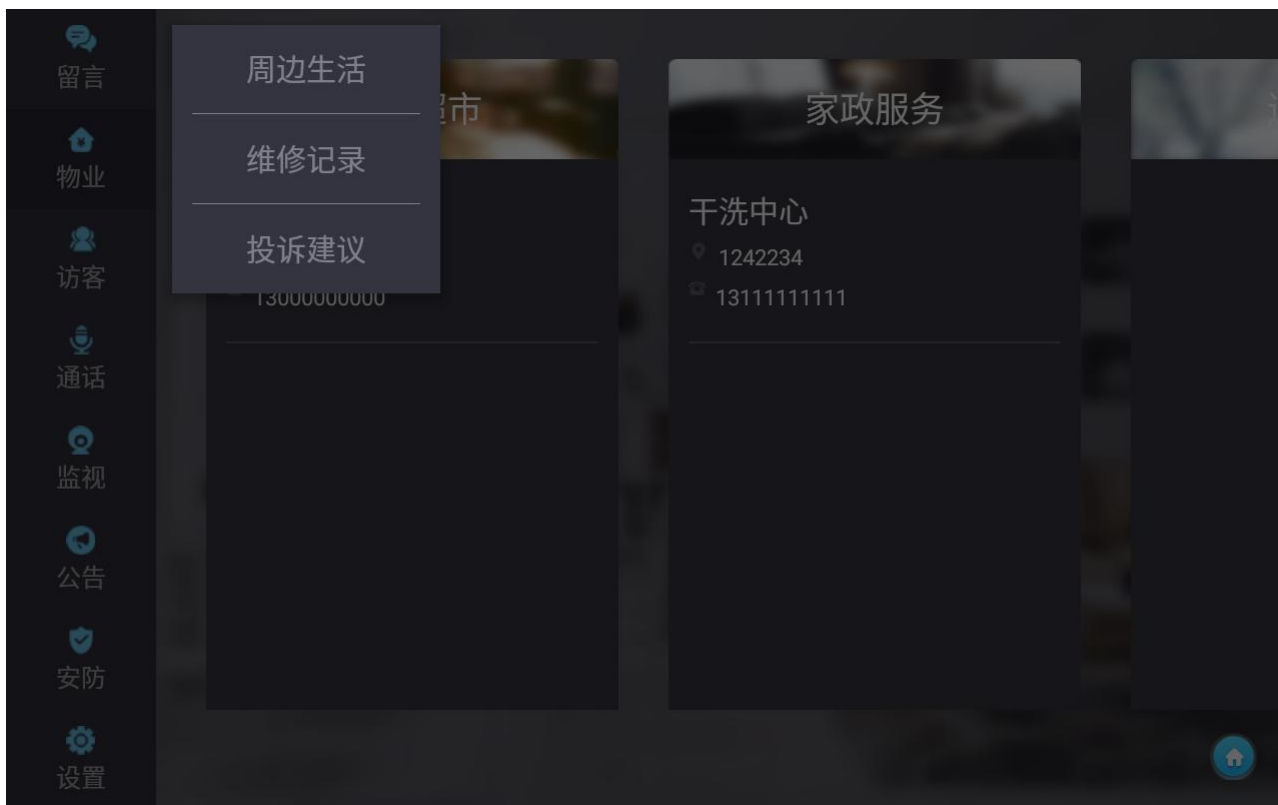 留言
物业
访客
通话
监视
公告
安防
设置
周边生活
维修记录
投诉建议
市
13000000000
家政服务
干洗中心
1242234
13111111111